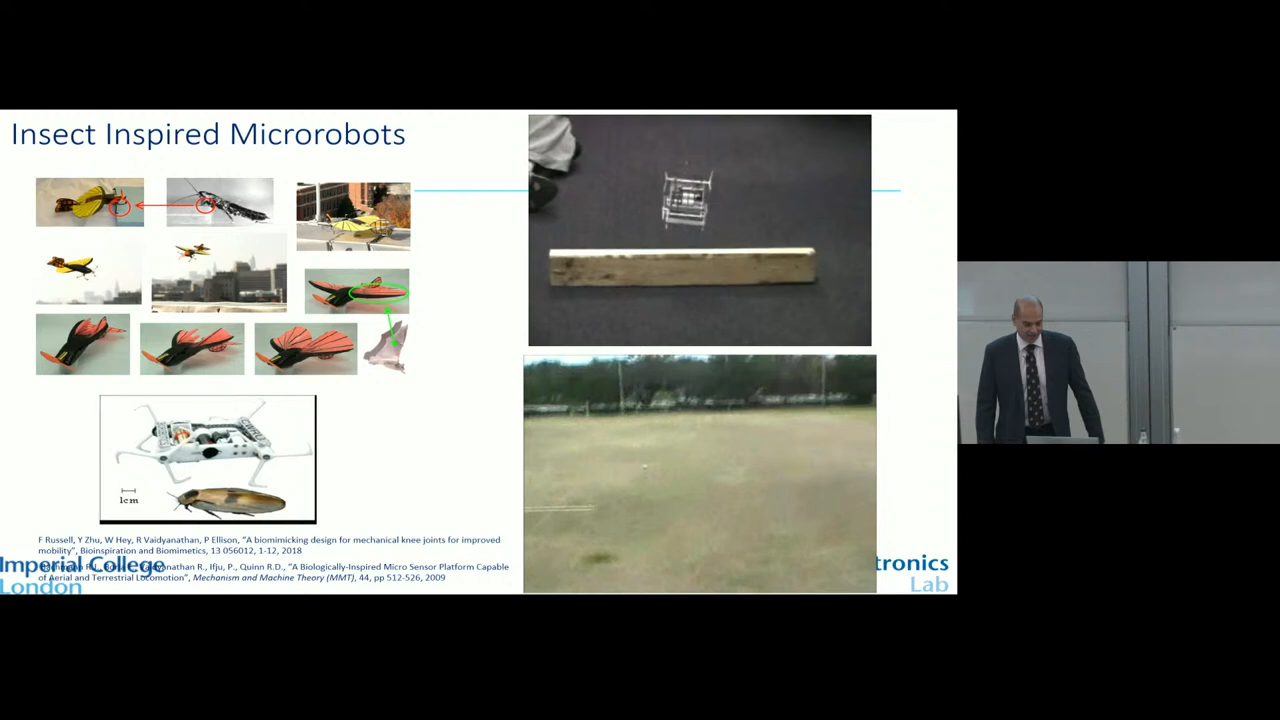 Insect Inspired Microrobots
1cm
F Russell, Y Zhu, W Hey, R Vaidyanathan, P Ellison, "A biomimicking design for mechanical knee joints for improved
mobility", Bioinspiration and Biomimetics, 13 056012, 1-12, 2018
Imperial College
R., Ifju, P., Quinn R.D., "A Biologically-Inspired Micro Sensor Platform Capable
of Aerial and Terrestrial Locomotion", Mechanism and Machine Theory (MMT), 44, pp 512-526, 2009
London
tronics
Lab